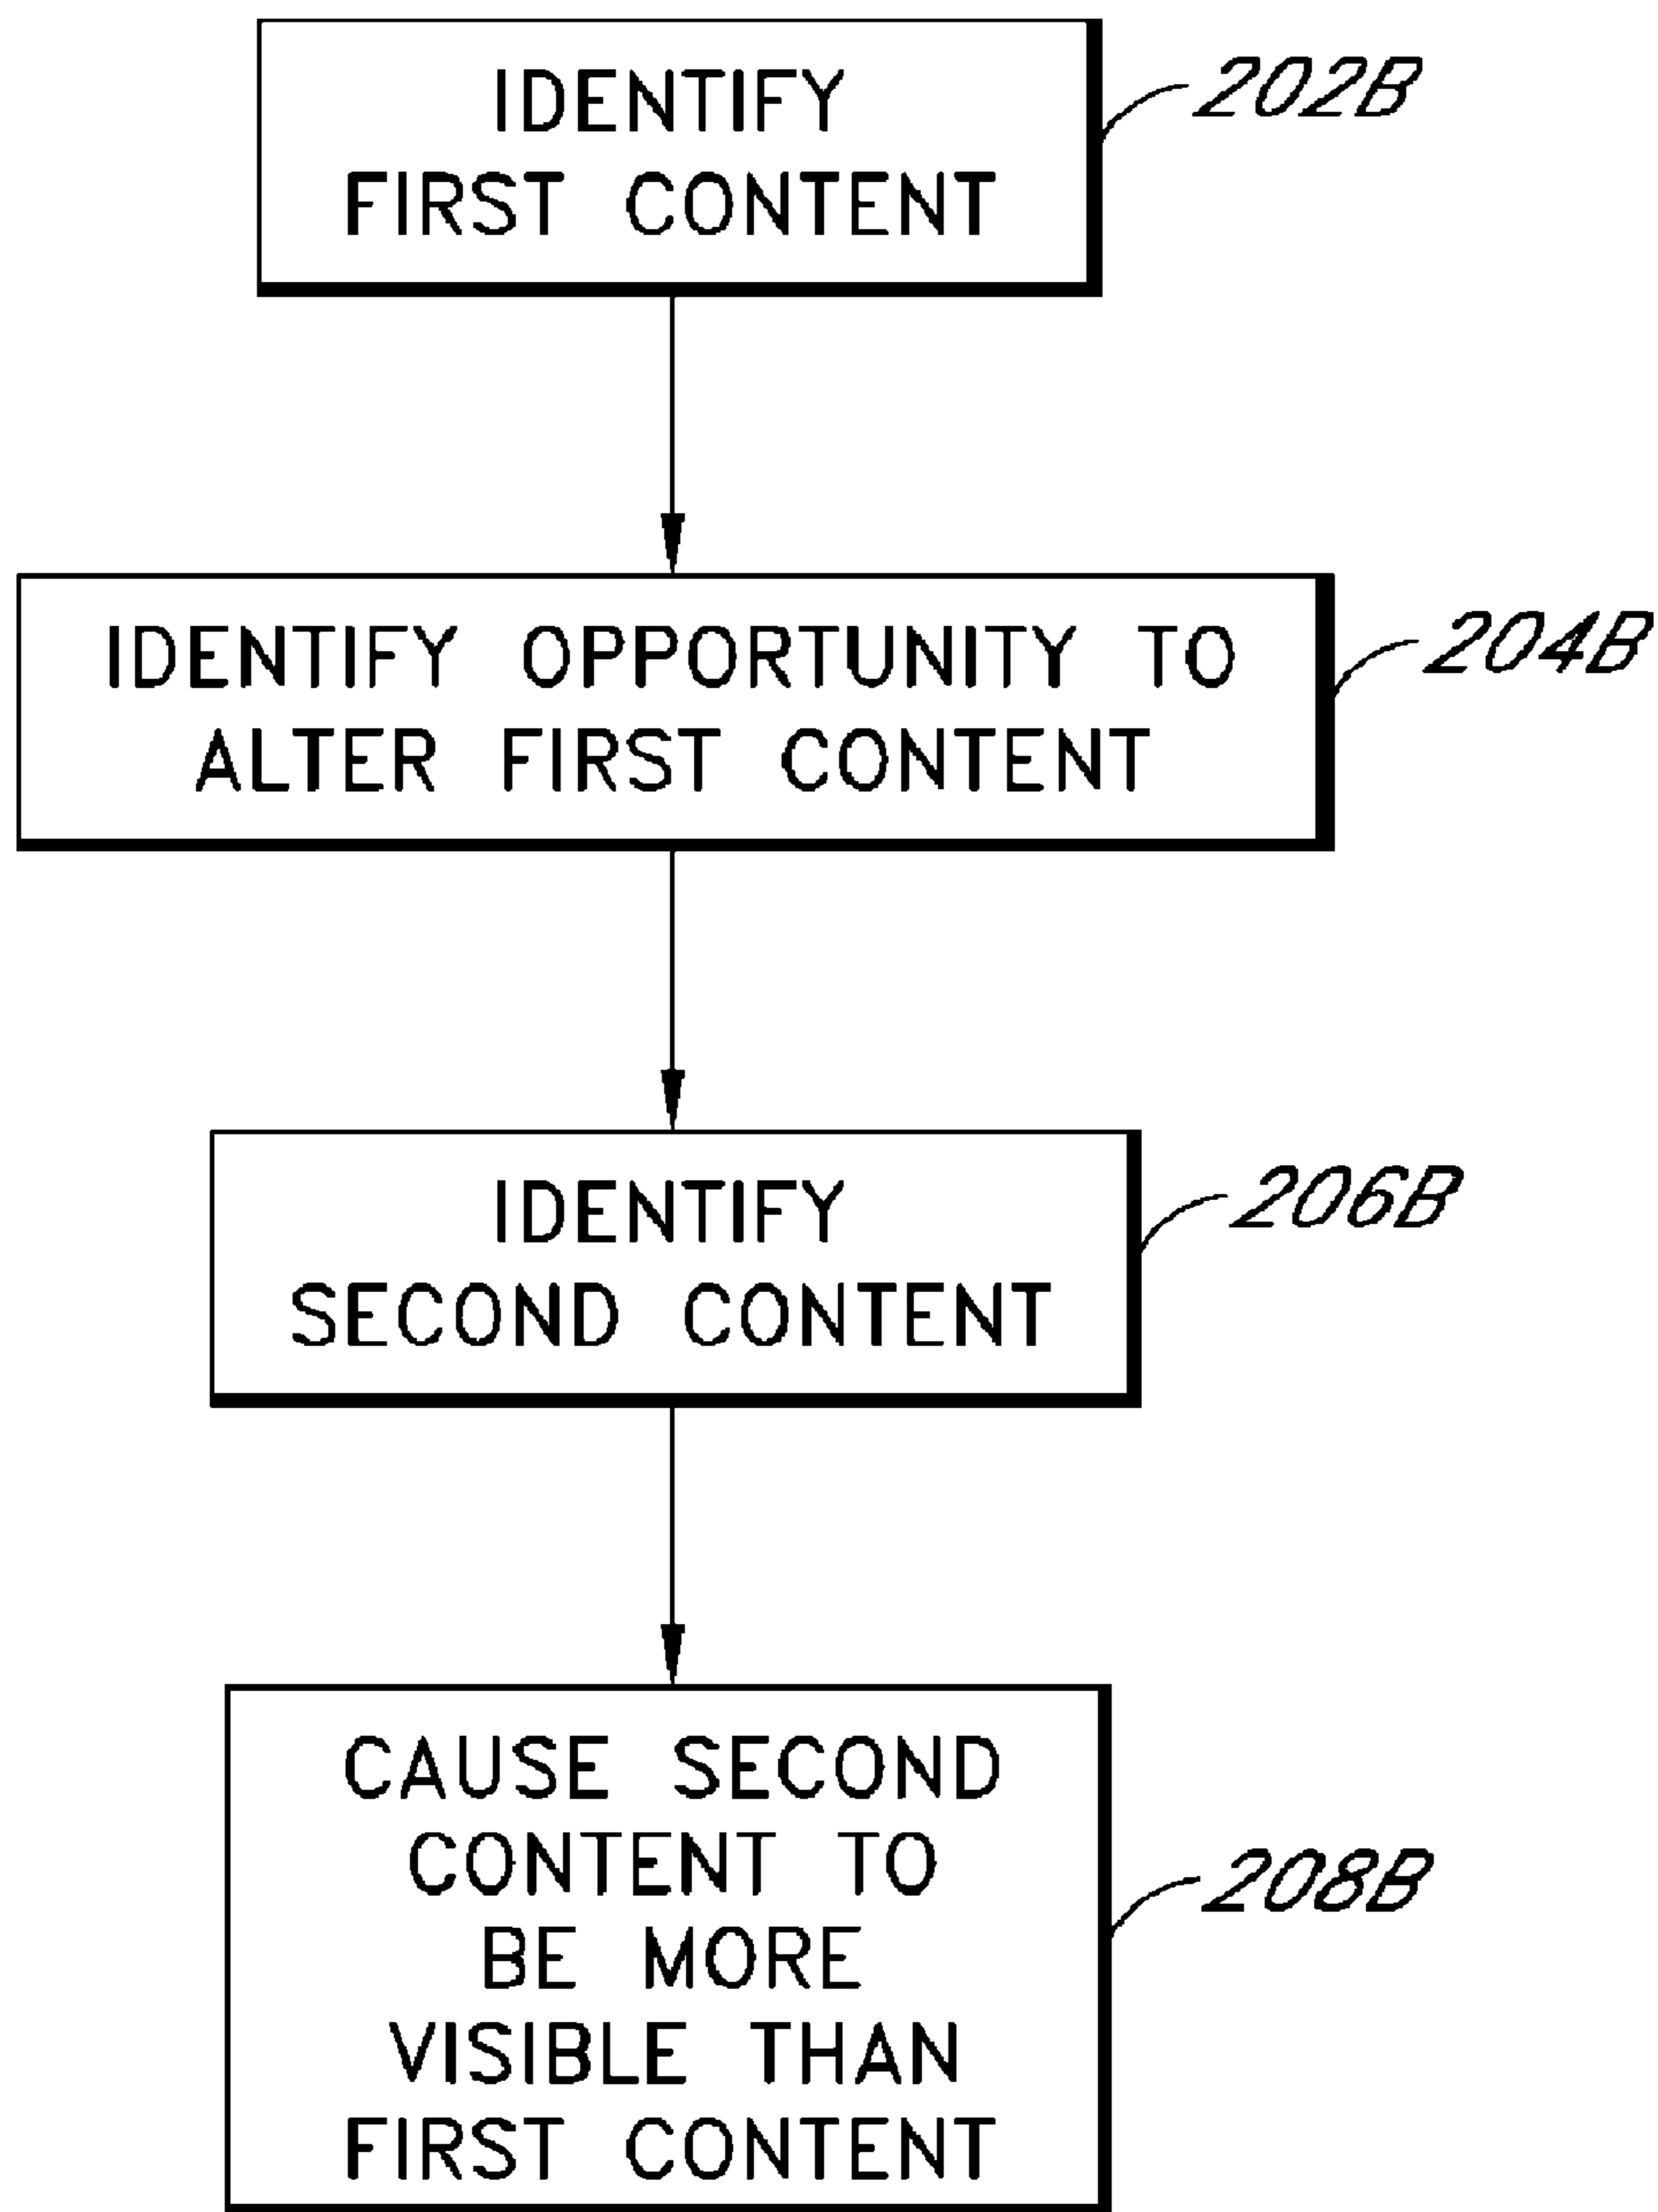 IDENTIFY
FIRST CONTENT
202B
IDENTIFY OPPORTUNITY TO
ALTER FIRST CONTENT
204B
IDENTIFY
SECOND CONTENT
206B
CAUSE SECOND
CONTENT TO
BE MORE
VISIBLE THAN
FIRST CONTENT
208B